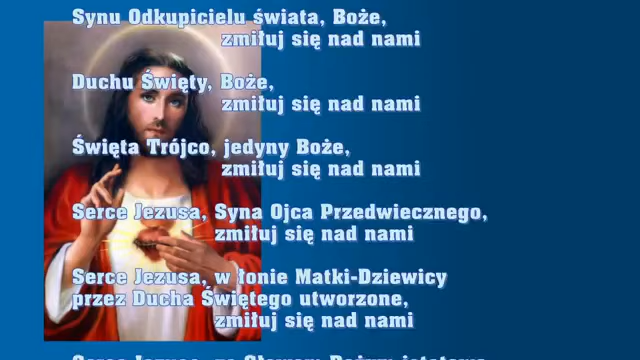 Synu Odkupicielu świata, Boże,
zmiłuj się nad nami
Duchu Święty, Boże,
zmiłuj się nad nami
Święta Trójco, jedyny Boże,
zmiłuj się nad nami
Serce Jezusa, Syna Ojca Przedwiecznego,
zmiłuj się nad nami
Serce Jezusa, w łonie Matki-Dziewicy
przez Ducha Świętego utworzone,
zmiłuj się nad nami